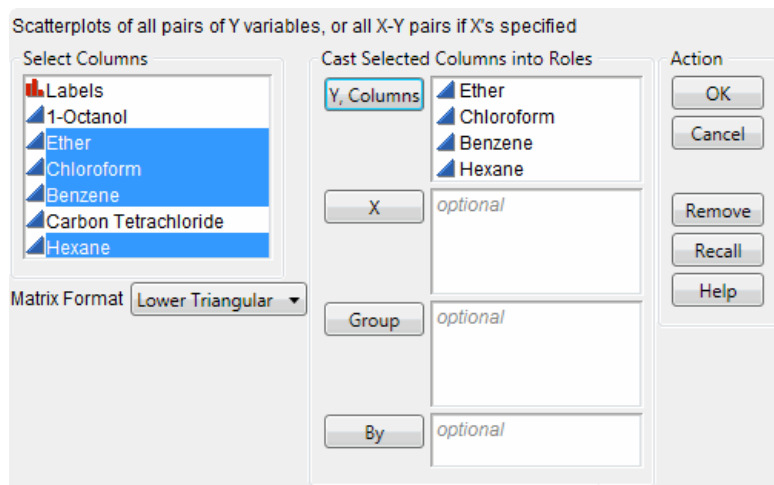 Scatterplots of all pairs of Y variables, or all X-Y pairs if X's specified
Select Columns
Labels
1-Octanol
Ether
Chloroform
Benzene
Carbon Tetrachloride
Hexane
Matrix Format Lower Triangular
Cast Selected Columns into Roles
Y, Columns
Ether
Chloroform
Benzene
Hexane
X
optional
Group
optional
By
optional
Action
OK
Cancel
Remove
Recall
Help